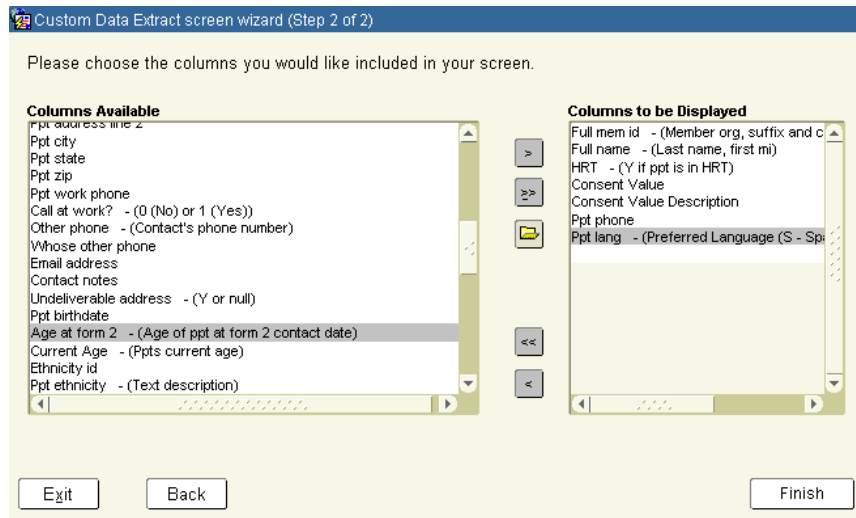 Custom Data Extract screen wizard (Step 2 of 2)
Please choose the columns you would like included in your screen.
Columns Available
Ppt address line 2
Ppt city
Ppt state
Ppt zip
Ppt work phone
Call at work? - (0 (No) or 1 (Yes))
Other phone - (Contact's phone number)
Whose other phone
Email address
Contact notes
Undeliverable address - (Y or null)
Ppt birthdate
Age at form 2 - (Age of ppt at form 2 contact date)
Current Age - (Ppts current age)
Ethnicity id
Ppt ethnicity - (Text description)
>
>>
<<
<
Columns to be Displayed
Full mem id - (Member org, suffix and c
Full name - (Last name, first mi)
HRT - (Y if ppt is in HRT)
Consent Value
Consent Value Description
Ppt phone
Ppt lang - (Preferred Language (S - Spa
Exit
Back
Finish